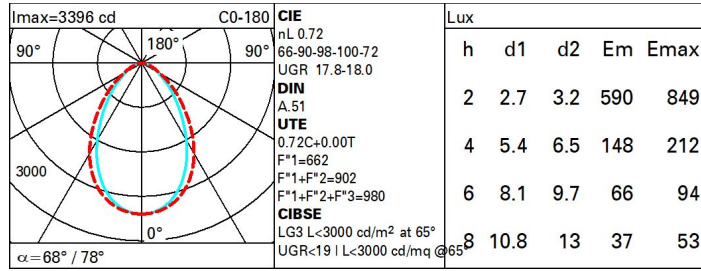 Imax=3396 cd C0-180
90° 180° 90°
3000
0°
α=68° / 78°
CIE
nL 0.72
66-90-98-100-72
UGR 17.8-18.0
DIN
A.51
UTE
0.72C+0.00T
F"1=662
F"1+F"2=902
F"1+F"2+F"3=980
CIBSE
LG3 L<3000 cd/m² at 65°
UGR<19 | L<3000 cd/mq @65°
Lux
h d1 d2 Em Emax
2 2.7 3.2 590 849
4 5.4 6.5 148 212
6 8.1 9.7 66 94
8 10.8 13 37 53